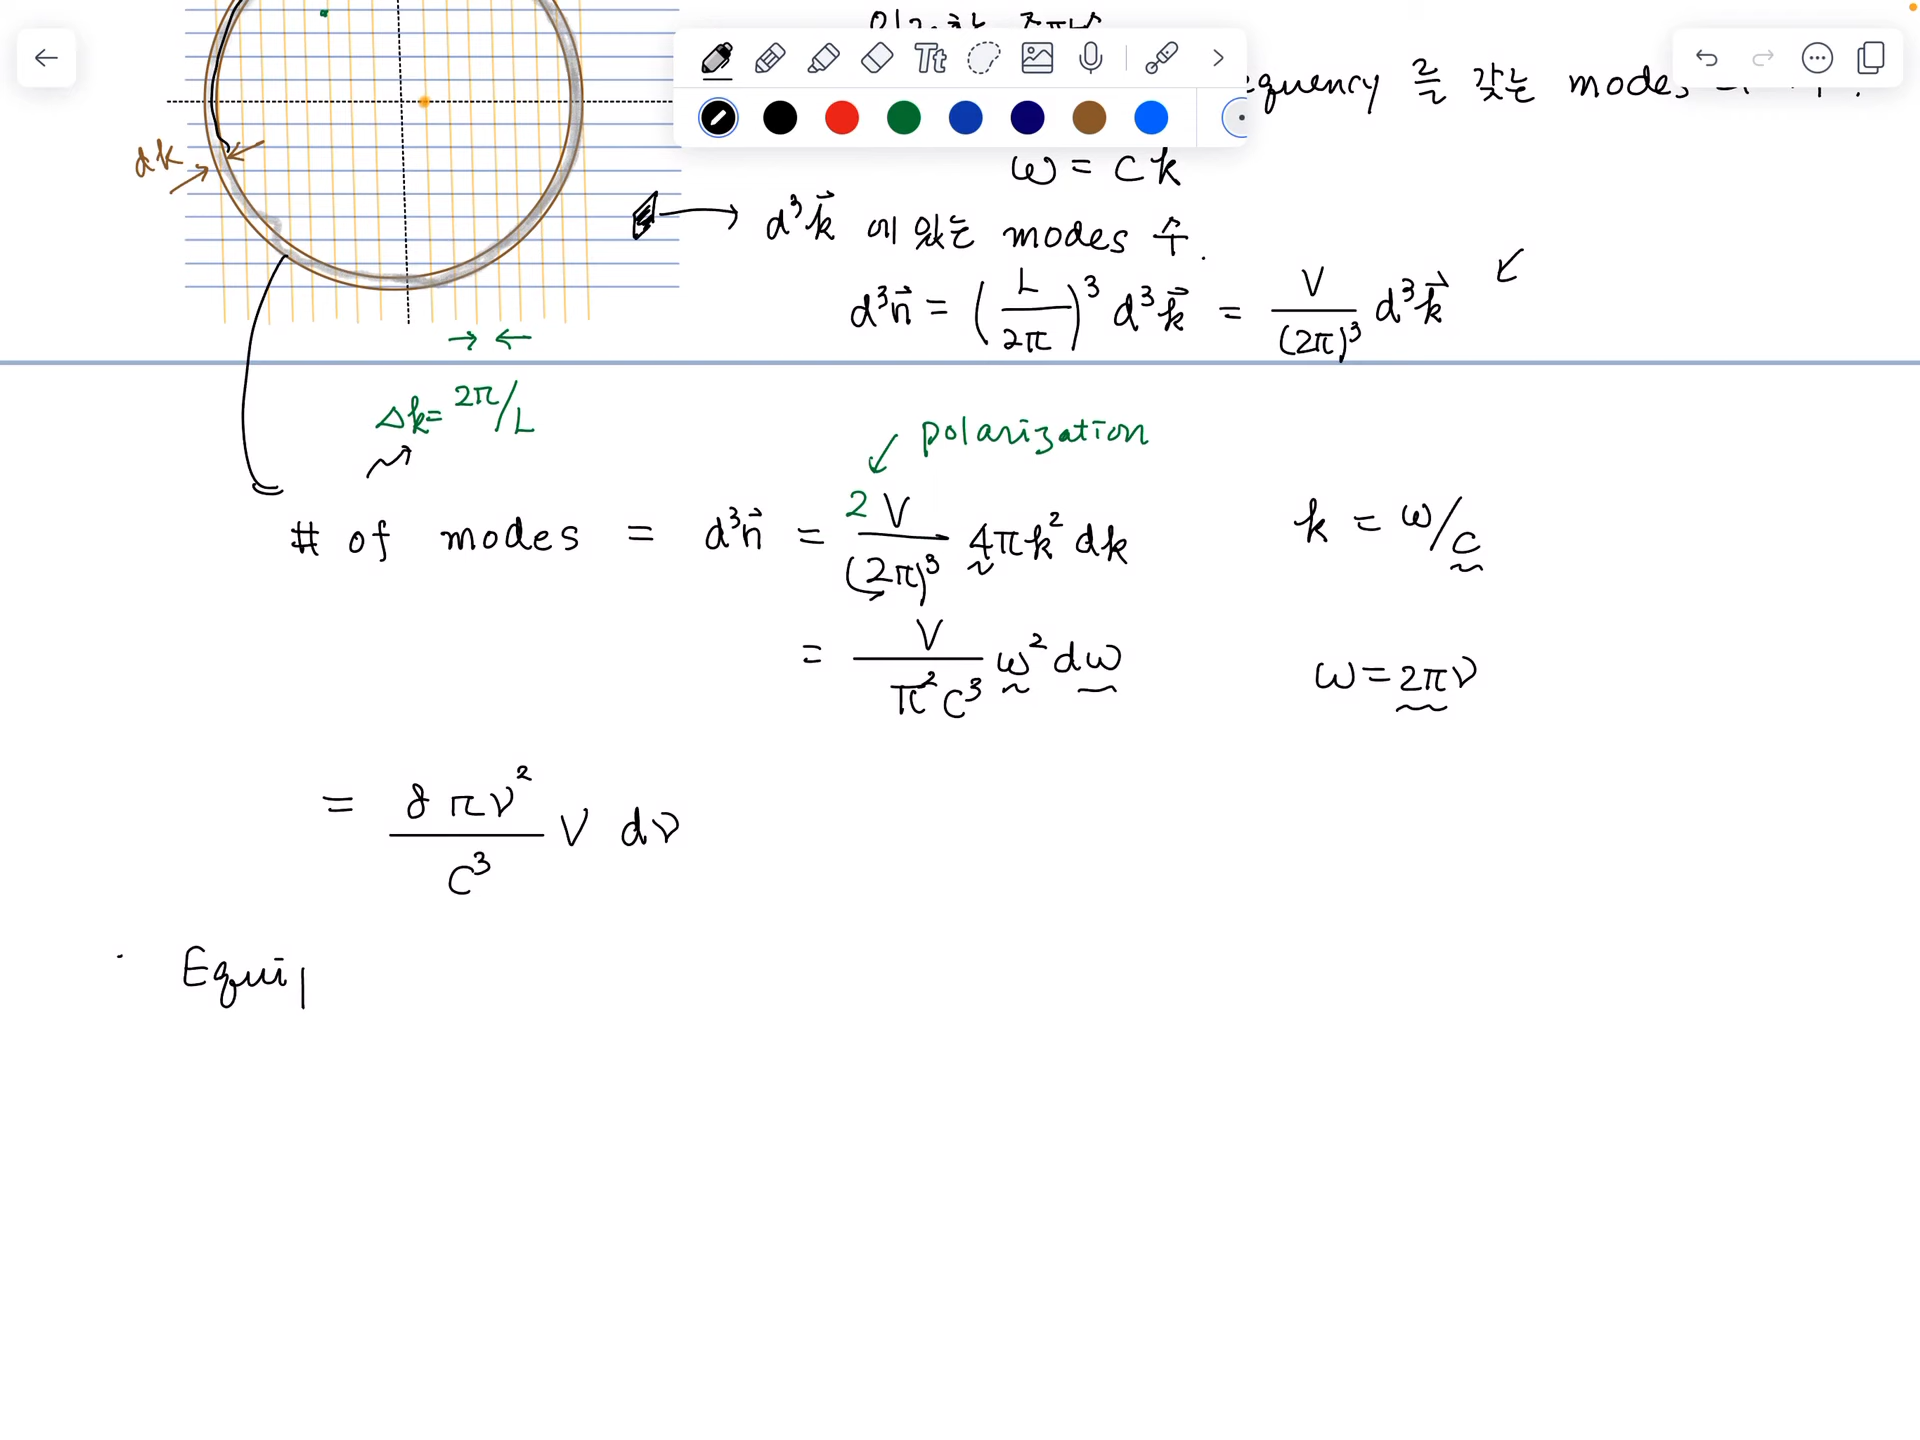 equency 를 갖는 modes
ω = ck
dk
d³k⃗ 에 있는 modes 수.
d³n⃗ = (L/2π)³ d³k⃗ = V/(2π)³ d³k⃗
Δk = 2π/L
polarization
# of modes = d³n⃗ = 2V/(2π)³ 4πk² dk
k = ω/c
= V/π²c³ ω² dω
ω = 2πν
= 8πν²/c³ V dν
· Equi
Tt